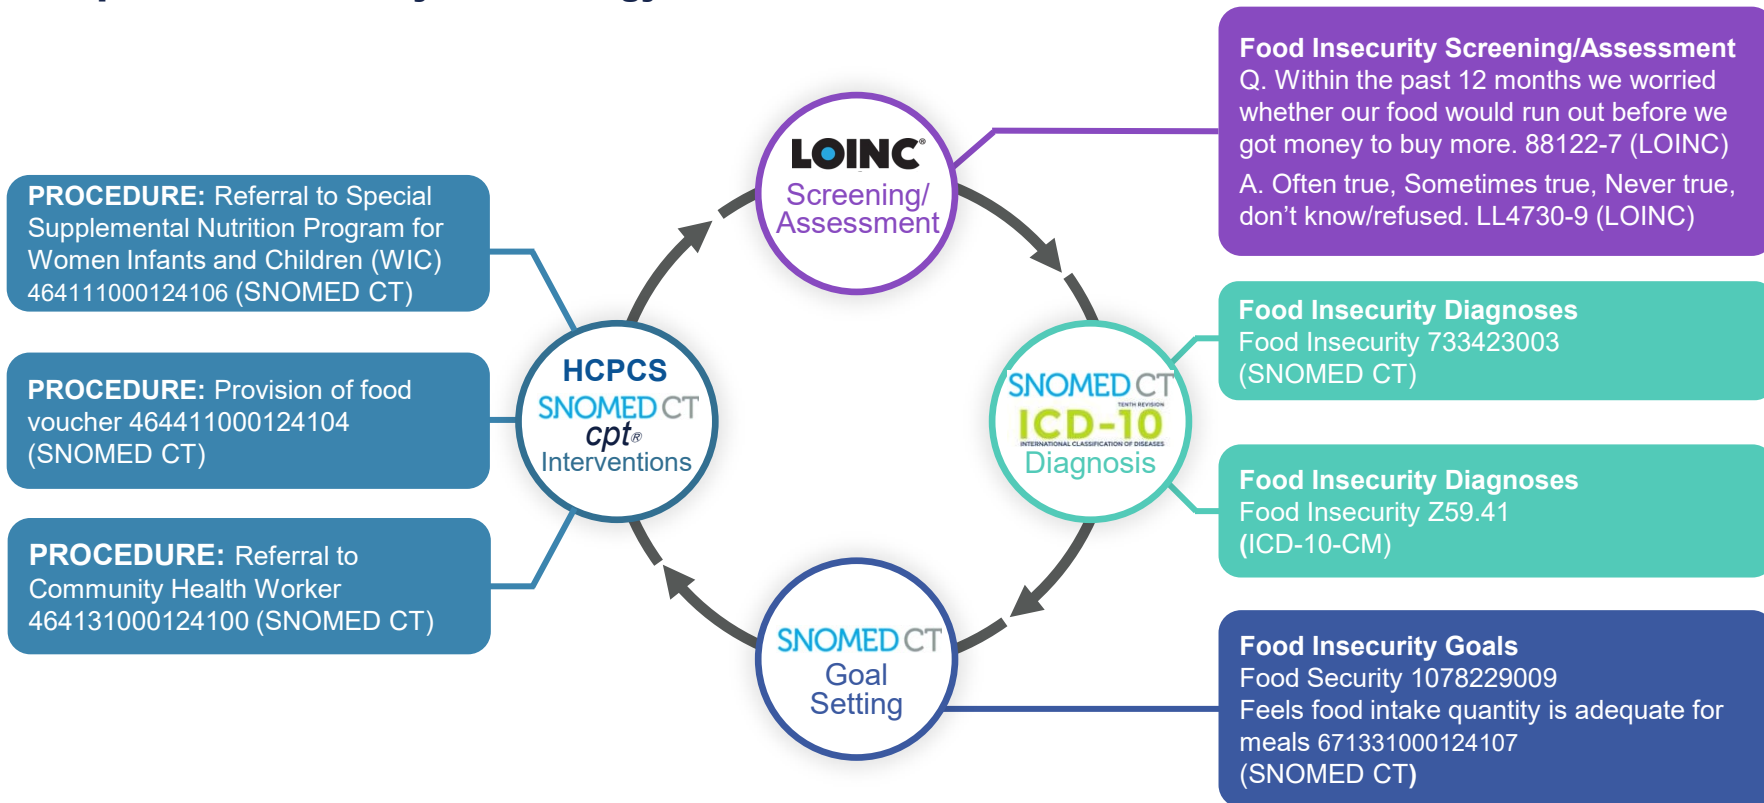 LOINC®
Screening/
Assessment
Food Insecurity Screening/Assessment
Q. Within the past 12 months we worried
whether our food would run out before we
got money to buy more. 88122-7 (LOINC)
A. Often true, Sometimes true, Never true,
don’t know/refused. LL4730-9 (LOINC)
PROCEDURE: Referral to Special
Supplemental Nutrition Program for
Women Infants and Children (WIC)
464111000124106 (SNOMED CT)
PROCEDURE: Provision of food
voucher 464411000124104
(SNOMED CT)
PROCEDURE: Referral to
Community Health Worker
464131000124100 (SNOMED CT)
HCPCS
SNOMED CT
cpt®
Interventions
SNOMED CT
TENTH REVISION
ICD-10
INTERNATIONAL CLASSIFICATION OF DISEASES
Diagnosis
Food Insecurity Diagnoses
Food Insecurity 733423003
(SNOMED CT)
Food Insecurity Diagnoses
Food Insecurity Z59.41
(ICD-10-CM)
SNOMED CT
Goal
Setting
Food Insecurity Goals
Food Security 1078229009
Feels food intake quantity is adequate for
meals 671331000124107
(SNOMED CT)